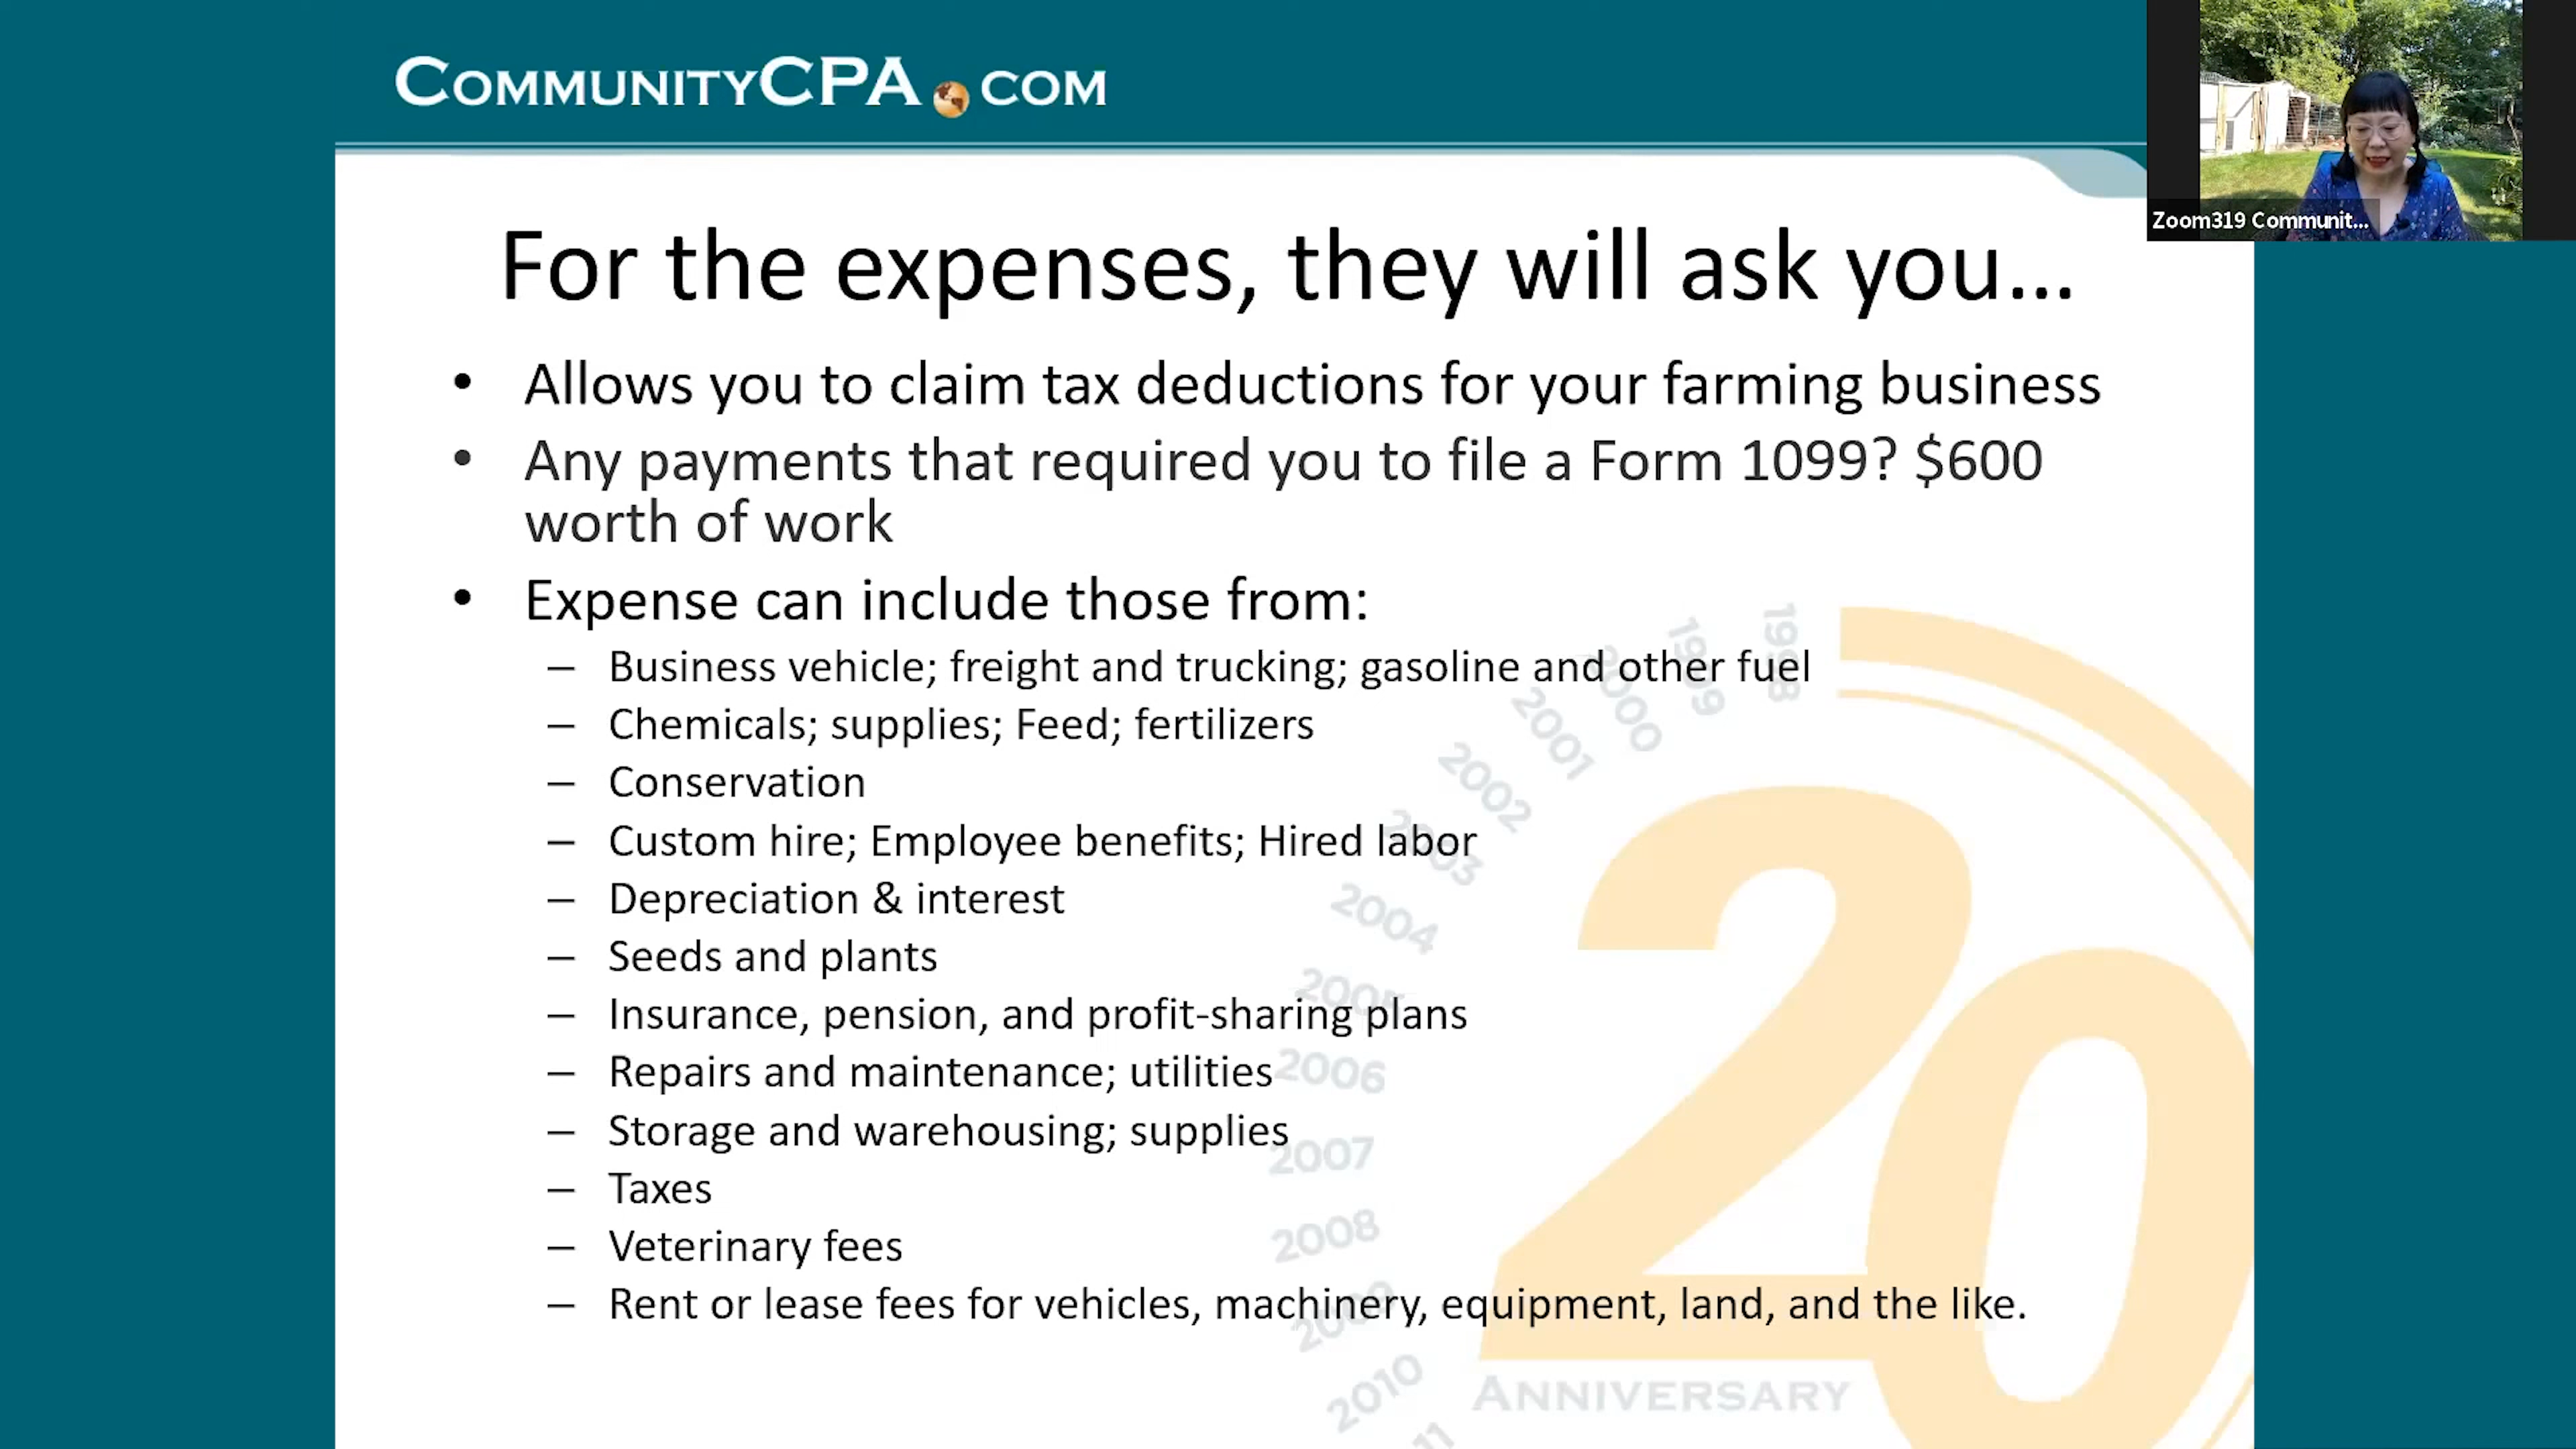 COMMUNITYCPA.COM
Zoom319 Communit...
For the expenses, they will ask you...
• Allows you to claim tax deductions for your farming business
• Any payments that required you to file a Form 1099? $600
worth of work
• Expense can include those from:
– Business vehicle; freight and trucking; gasoline and other fuel
– Chemicals; supplies; Feed; fertilizers
– Conservation
– Custom hire; Employee benefits; Hired labor
– Depreciation & interest
– Seeds and plants
– Insurance, pension, and profit-sharing plans
– Repairs and maintenance; utilities
– Storage and warehousing; supplies
– Taxes
– Veterinary fees
– Rent or lease fees for vehicles, machinery, equipment, land, and the like.
1998
1999
2000
2001
2002
2003
2004
2005
2006
2007
2008
2009
2010
20
ANNIVERSARY